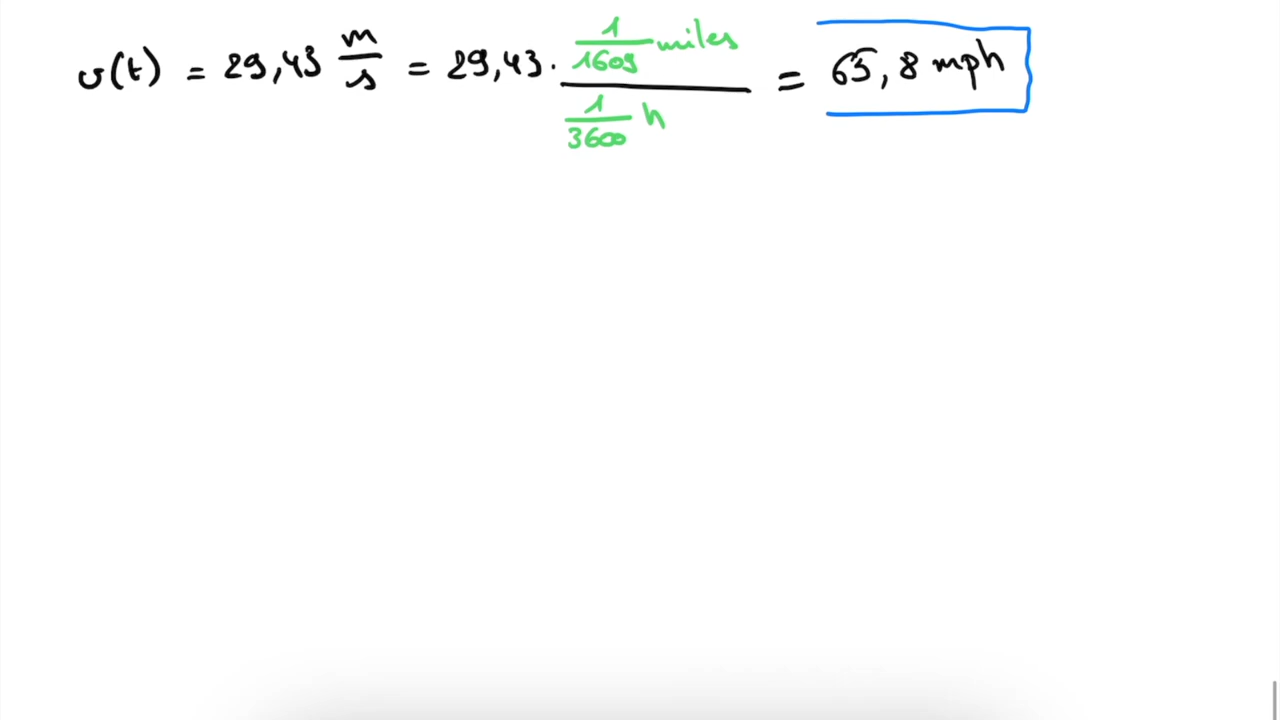 v(t) = 29,43 m/s = 29,43 · (1/1609 miles)/(1/3600 h) = 65,8 mph